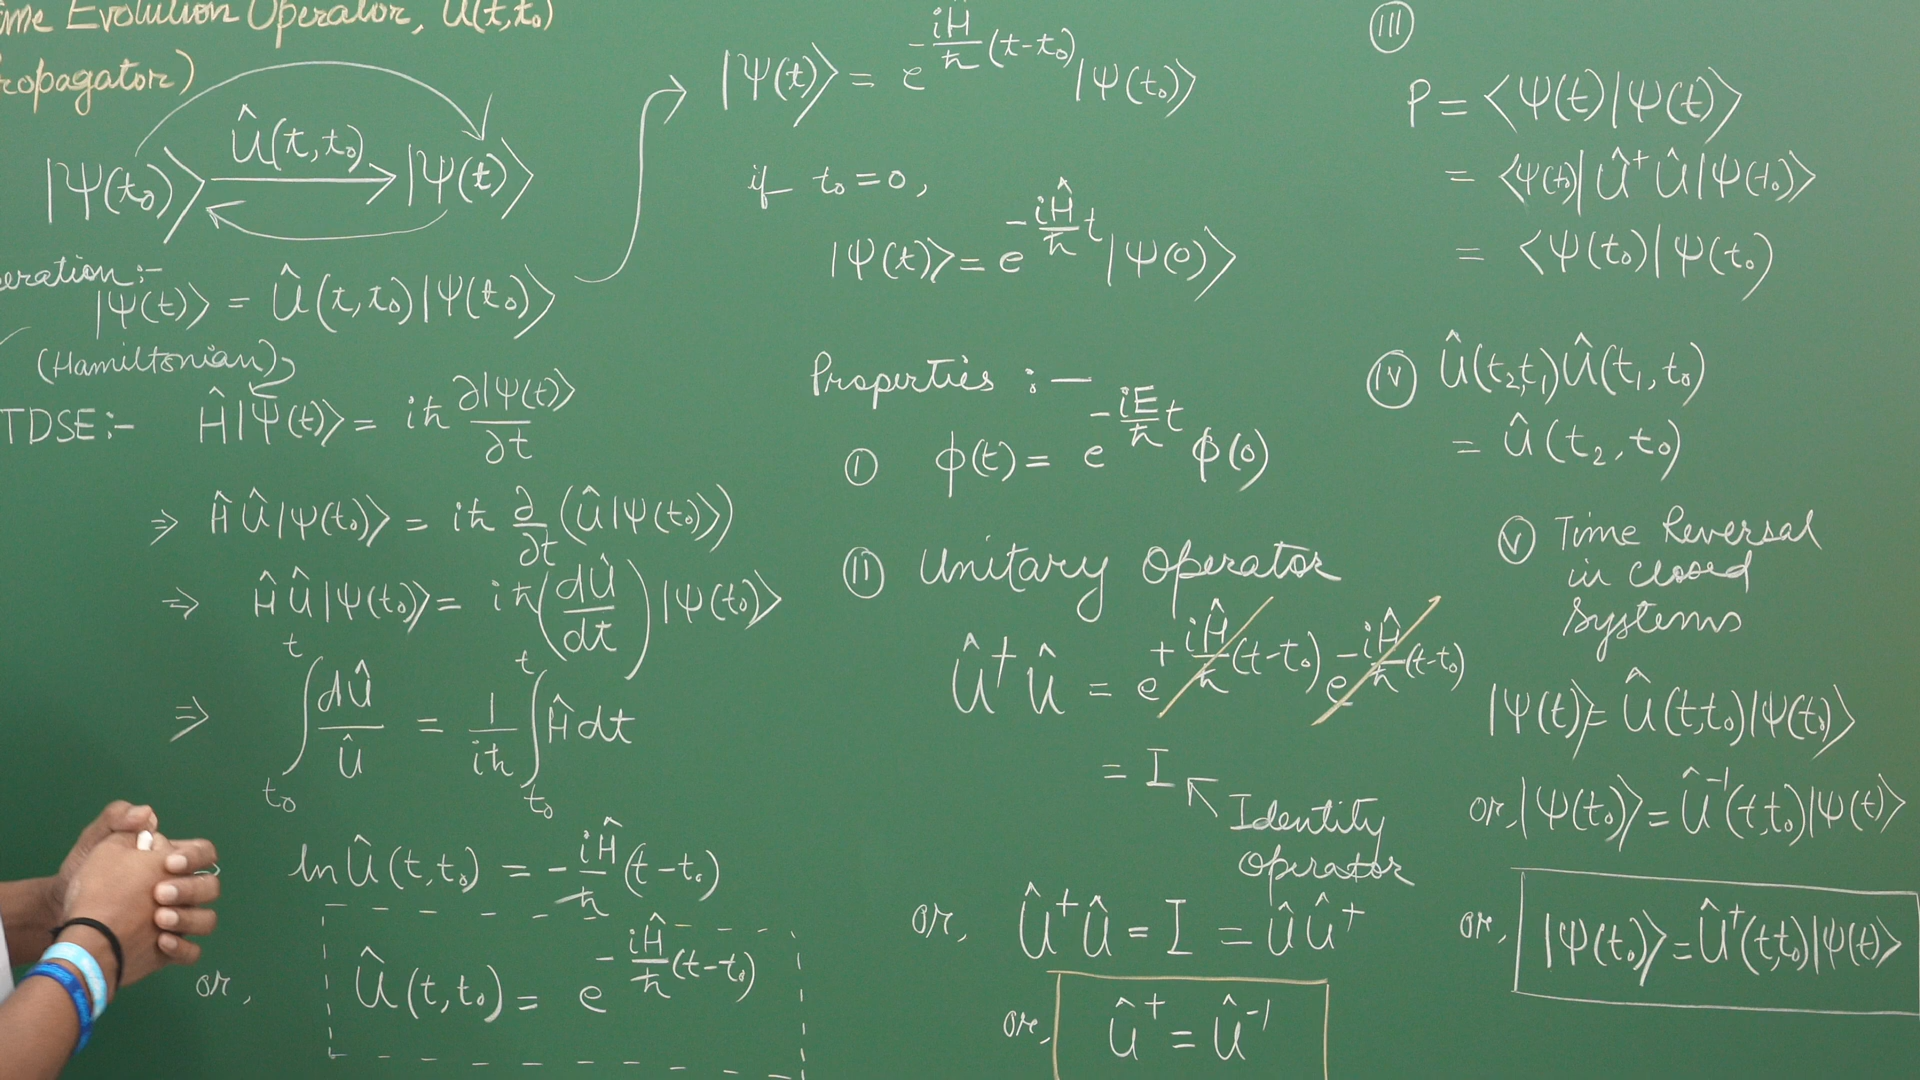 ime Evolution Operator, Û(t,t₀)
ropagator)
|Ψ(t₀)⟩ Û(t,t₀) |Ψ(t)⟩
eration:-
|Ψ(t)⟩ = Û(t,t₀)|Ψ(t₀)⟩
(Hamiltonian)
TDSE:- Ĥ|Ψ(t)⟩ = iħ ∂|Ψ(t)⟩/∂t
⇒ ĤÛ|Ψ(t₀)⟩ = iħ ∂/∂t (Û|Ψ(t₀)⟩)
⇒ ĤÛ|Ψ(t₀)⟩ = iħ(dÛ/dt)|Ψ(t₀)⟩
⇒ ∫_{t₀}^{t} dÛ/Û = 1/iħ ∫_{t₀}^{t} Ĥdt
⇒ ln Û(t,t₀) = -iĤ/ħ (t-t₀)
or, Û(t,t₀) = e^{-iĤ/ħ (t-t₀)}
|Ψ(t)⟩ = e^{-iĤ/ħ (t-t₀)} |Ψ(t₀)⟩
if t₀=0,
|Ψ(t)⟩ = e^{-iĤ/ħ t} |Ψ(0)⟩
Properties :-
(I) ϕ(t) = e^{-iE/ħ t} ϕ(0)
(II) Unitary Operator
Û†Û = e^{+iĤ/ħ (t-t₀)} e^{-iĤ/ħ (t-t₀)}
= I
Identity
Operator
or, Û†Û = I = ÛÛ†
or, Û† = Û⁻¹
(III)
P = ⟨Ψ(t)|Ψ(t)⟩
= ⟨Ψ(t₀)|Û†Û|Ψ(t₀)⟩
= ⟨Ψ(t₀)|Ψ(t₀)
(IV) Û(t₂,t₁)Û(t₁,t₀)
= Û(t₂,t₀)
(V) Time Reversal
in closed
Systems
|Ψ(t)⟩ = Û(t,t₀)|Ψ(t₀)⟩
or, |Ψ(t₀)⟩ = Û⁻¹(t,t₀)|Ψ(t)⟩
or, |Ψ(t₀)⟩ = Û†(t,t₀)|Ψ(t)⟩